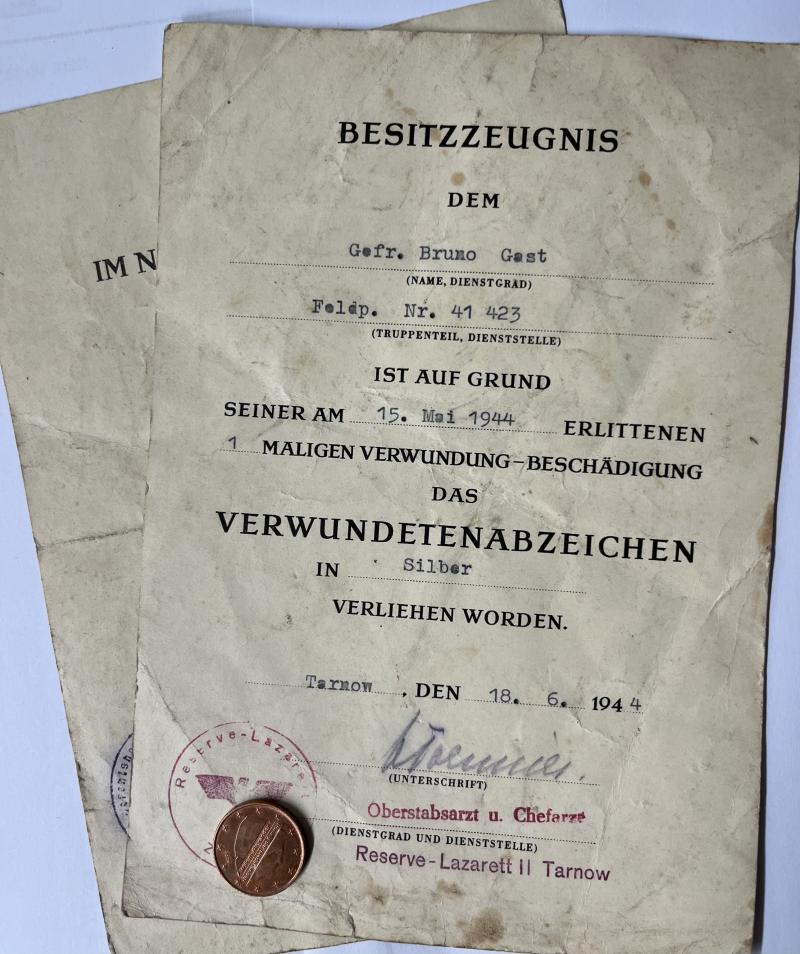 BESITZZEUGNIS
DEM
Gefr. Bruno Gast
(NAME, DIENSTGRAD)
Feldp. Nr. 41 423
(TRUPPENTEIL, DIENSTSTELLE)
IST AUF GRUND
SEINER AM 15. Mai 1944 ERLITTENEN
1 MALIGEN VERWUNDUNG–BESCHÄDIGUNG
DAS
VERWUNDETENABZEICHEN
IN Silber
VERLIEHEN WORDEN.
Tarnow, DEN 18. 6. 1944
(UNTERSCHRIFT)
Oberstabsarzt u. Chefarzt
(DIENSTGRAD UND DIENSTSTELLE)
Reserve-Lazarett II Tarnow
Reserve-Lazaret
IM N